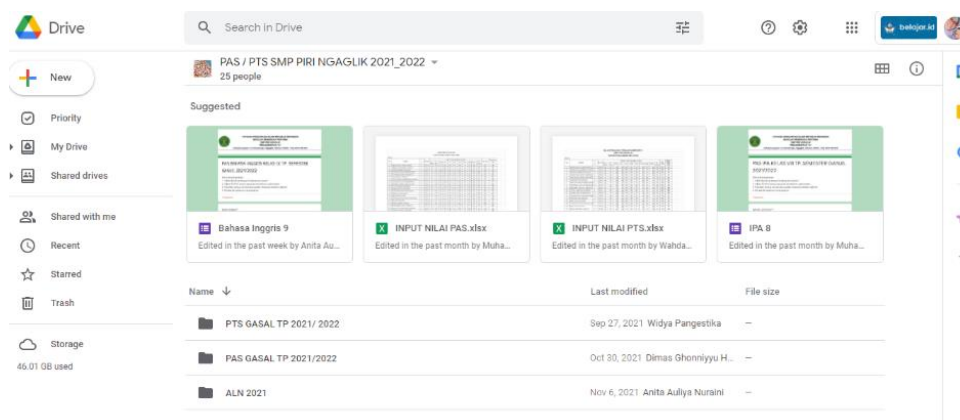 Drive
Search in Drive
belajar.id
New
Priority
My Drive
Shared drives
Shared with me
Recent
Starred
Trash
Storage
46.01 GB used
PAS / PTS SMP PIRI NGAGLIK 2021_2022
25 people
Suggested
Bahasa Inggris 9
Edited in the past week by Anita Au...
INPUT NILAI PAS.xlsx
Edited in the past month by Muha...
INPUT NILAI PTS.xlsx
Edited in the past month by Wahda...
IPA 8
Edited in the past month by Muha...
Name Last modified File size
PTS GASAL TP 2021/ 2022 Sep 27, 2021 Widya Pangestika —
PAS GASAL TP 2021/2022 Oct 30, 2021 Dimas Ghonniyyu H... —
ALN 2021 Nov 6, 2021 Anita Auliya Nuraini —